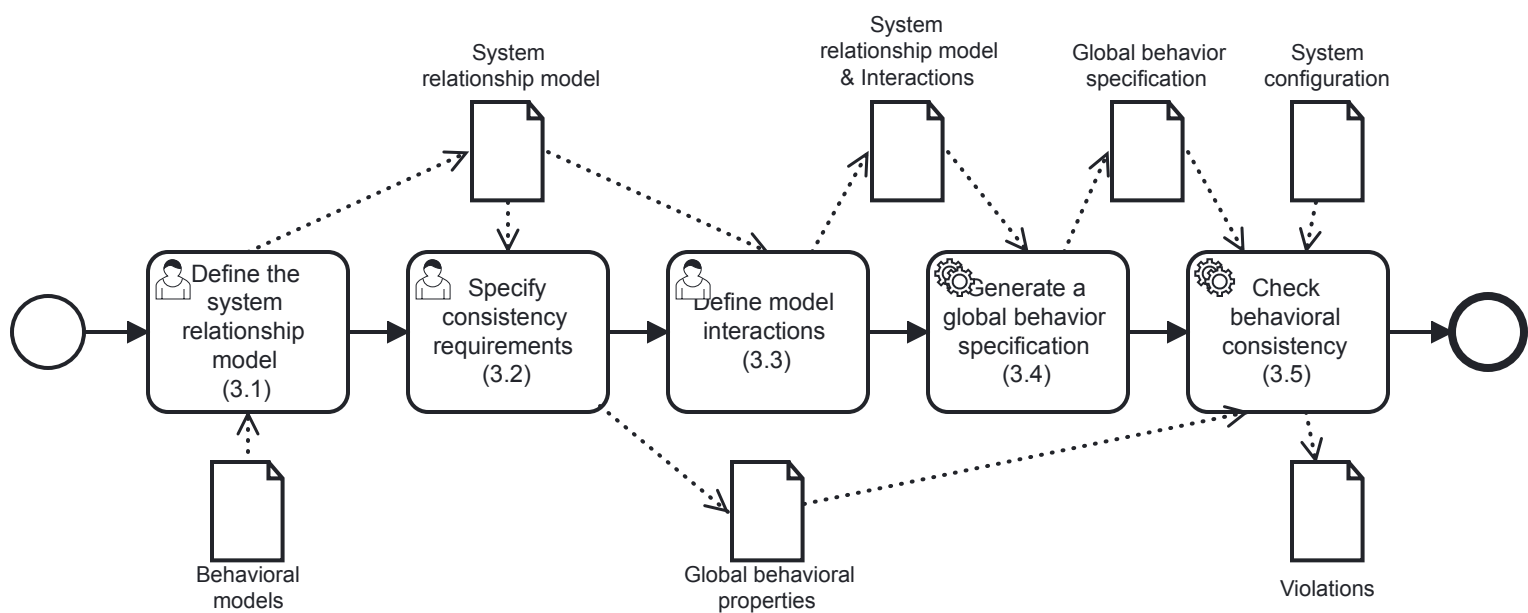 System
relationship model
System
relationship model
& Interactions
Global behavior
specification
System
configuration
Define the
system
relationship
model
(3.1)
Specify
consistency
requirements
(3.2)
Define model
interactions
(3.3)
Generate a
global behavior
specification
(3.4)
Check
behavioral
consistency
(3.5)
Behavioral
models
Global behavioral
properties
Violations